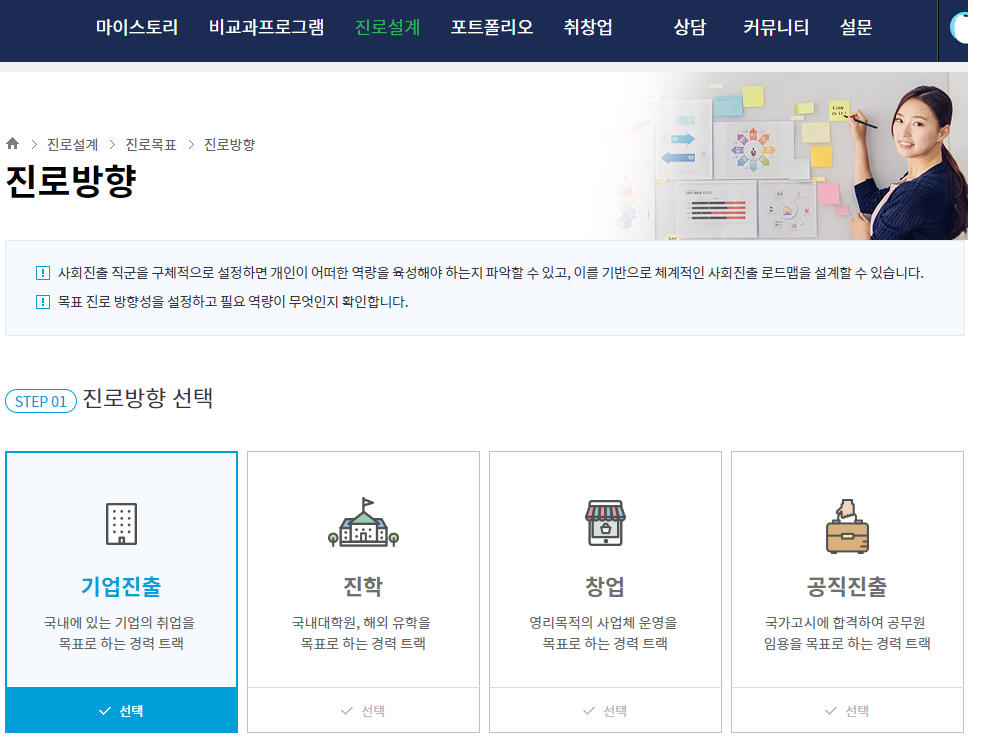 마이스토리 비교과프로그램 진로설계 포트폴리오 취창업 상담 커뮤니티 설문
진로설계 진로목표 진로방향
진로방향
사회진출 직군을 구체적으로 설정하면 개인이 어떠한 역량을 육성해야 하는지 파악할 수 있고, 이를 기반으로 체계적인 사회진출 로드맵을 설계할 수 있습니다.
목표 진로 방향성을 설정하고 필요 역량이 무엇인지 확인합니다.
STEP 01 진로방향 선택
기업진출
국내에 있는 기업의 취업을
목표로 하는 경력 트랙
선택
진학
국내대학원, 해외 유학을
목표로 하는 경력 트랙
선택
창업
영리목적의 사업체 운영을
목표로 하는 경력 트랙
선택
공직진출
국가고시에 합격하여 공무원
임용을 목표로 하는 경력 트랙
선택